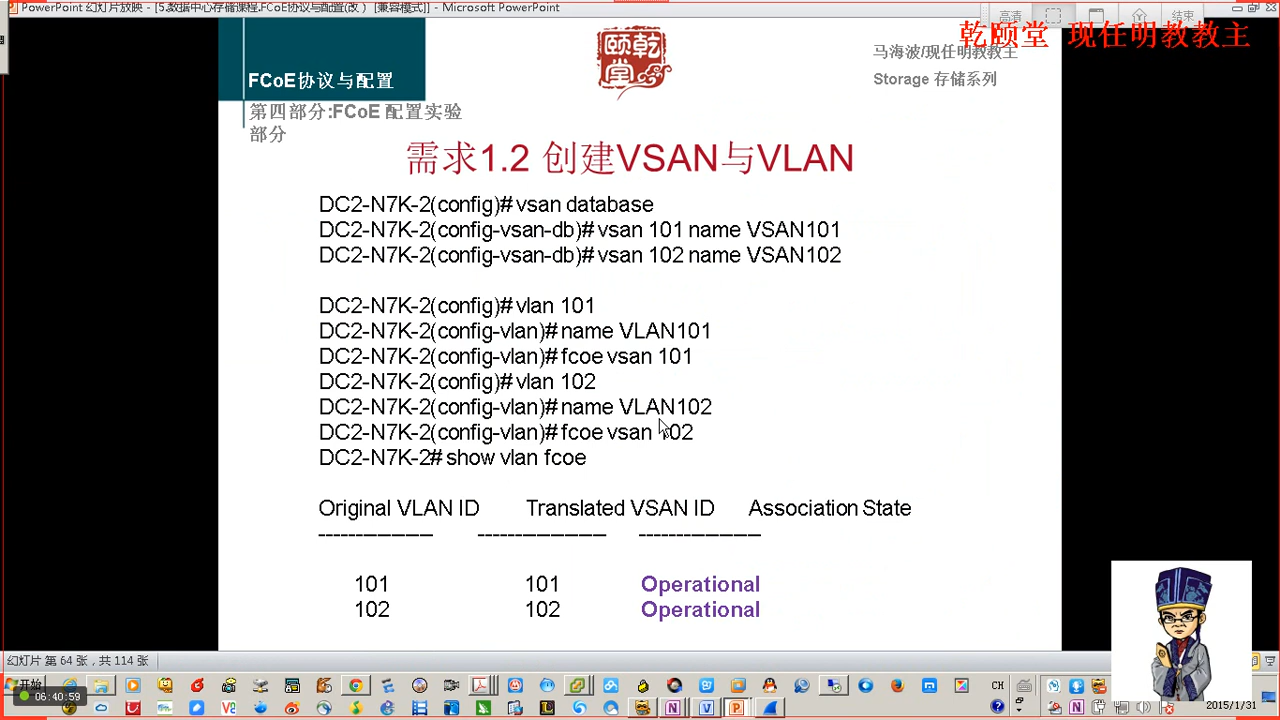 PowerPoint 幻灯片放映 - [5.数据中心存储课程.FCoE协议与配置(改 ) [兼容模式]] - Microsoft PowerPoint
高清
结束
乾颐堂 现任明教教主
马海波/现任明教教主
Storage 存储系列
乾颐堂
FCoE协议与配置
第四部分:FCoE 配置实验
部分
需求1.2 创建VSAN与VLAN
DC2-N7K-2(config)# vsan database
DC2-N7K-2(config-vsan-db)# vsan 101 name VSAN101
DC2-N7K-2(config-vsan-db)# vsan 102 name VSAN102
DC2-N7K-2(config)# vlan 101
DC2-N7K-2(config-vlan)# name VLAN101
DC2-N7K-2(config-vlan)# fcoe vsan 101
DC2-N7K-2(config)# vlan 102
DC2-N7K-2(config-vlan)# name VLAN102
DC2-N7K-2(config-vlan)# fcoe vsan 102
DC2-N7K-2# show vlan fcoe
Original VLAN ID Translated VSAN ID Association State
-------------------- ---------------------- ---------------------
101 101 Operational
102 102 Operational
幻灯片 第 64 张，共 114 张
开始
06:40:59
CH
2015/1/31